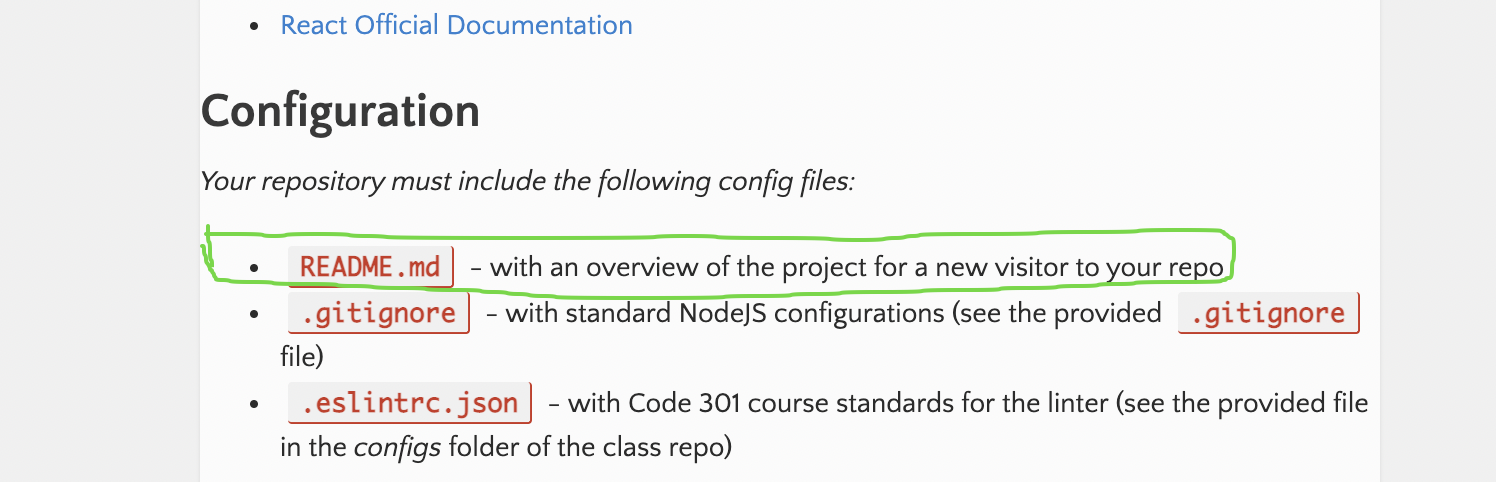 React Official Documentation
Configuration
Your repository must include the following config files:
README.md – with an overview of the project for a new visitor to your repo
.gitignore – with standard NodeJS configurations (see the provided .gitignore
file)
.eslintrc.json – with Code 301 course standards for the linter (see the provided file
in the configs folder of the class repo)